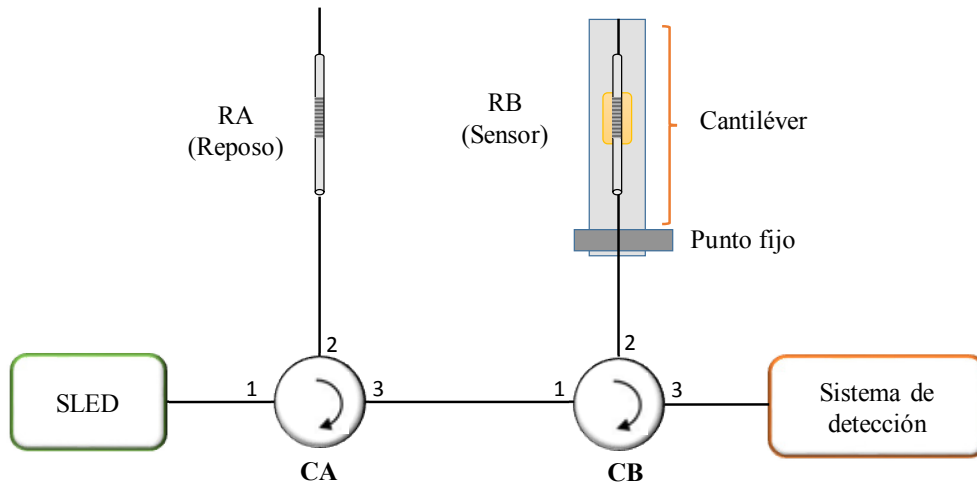 RA
(Reposo)
RB
(Sensor)
Cantiléver
Punto fijo
2
2
SLED
1
3
1
3
Sistema de
detección
CA
CB